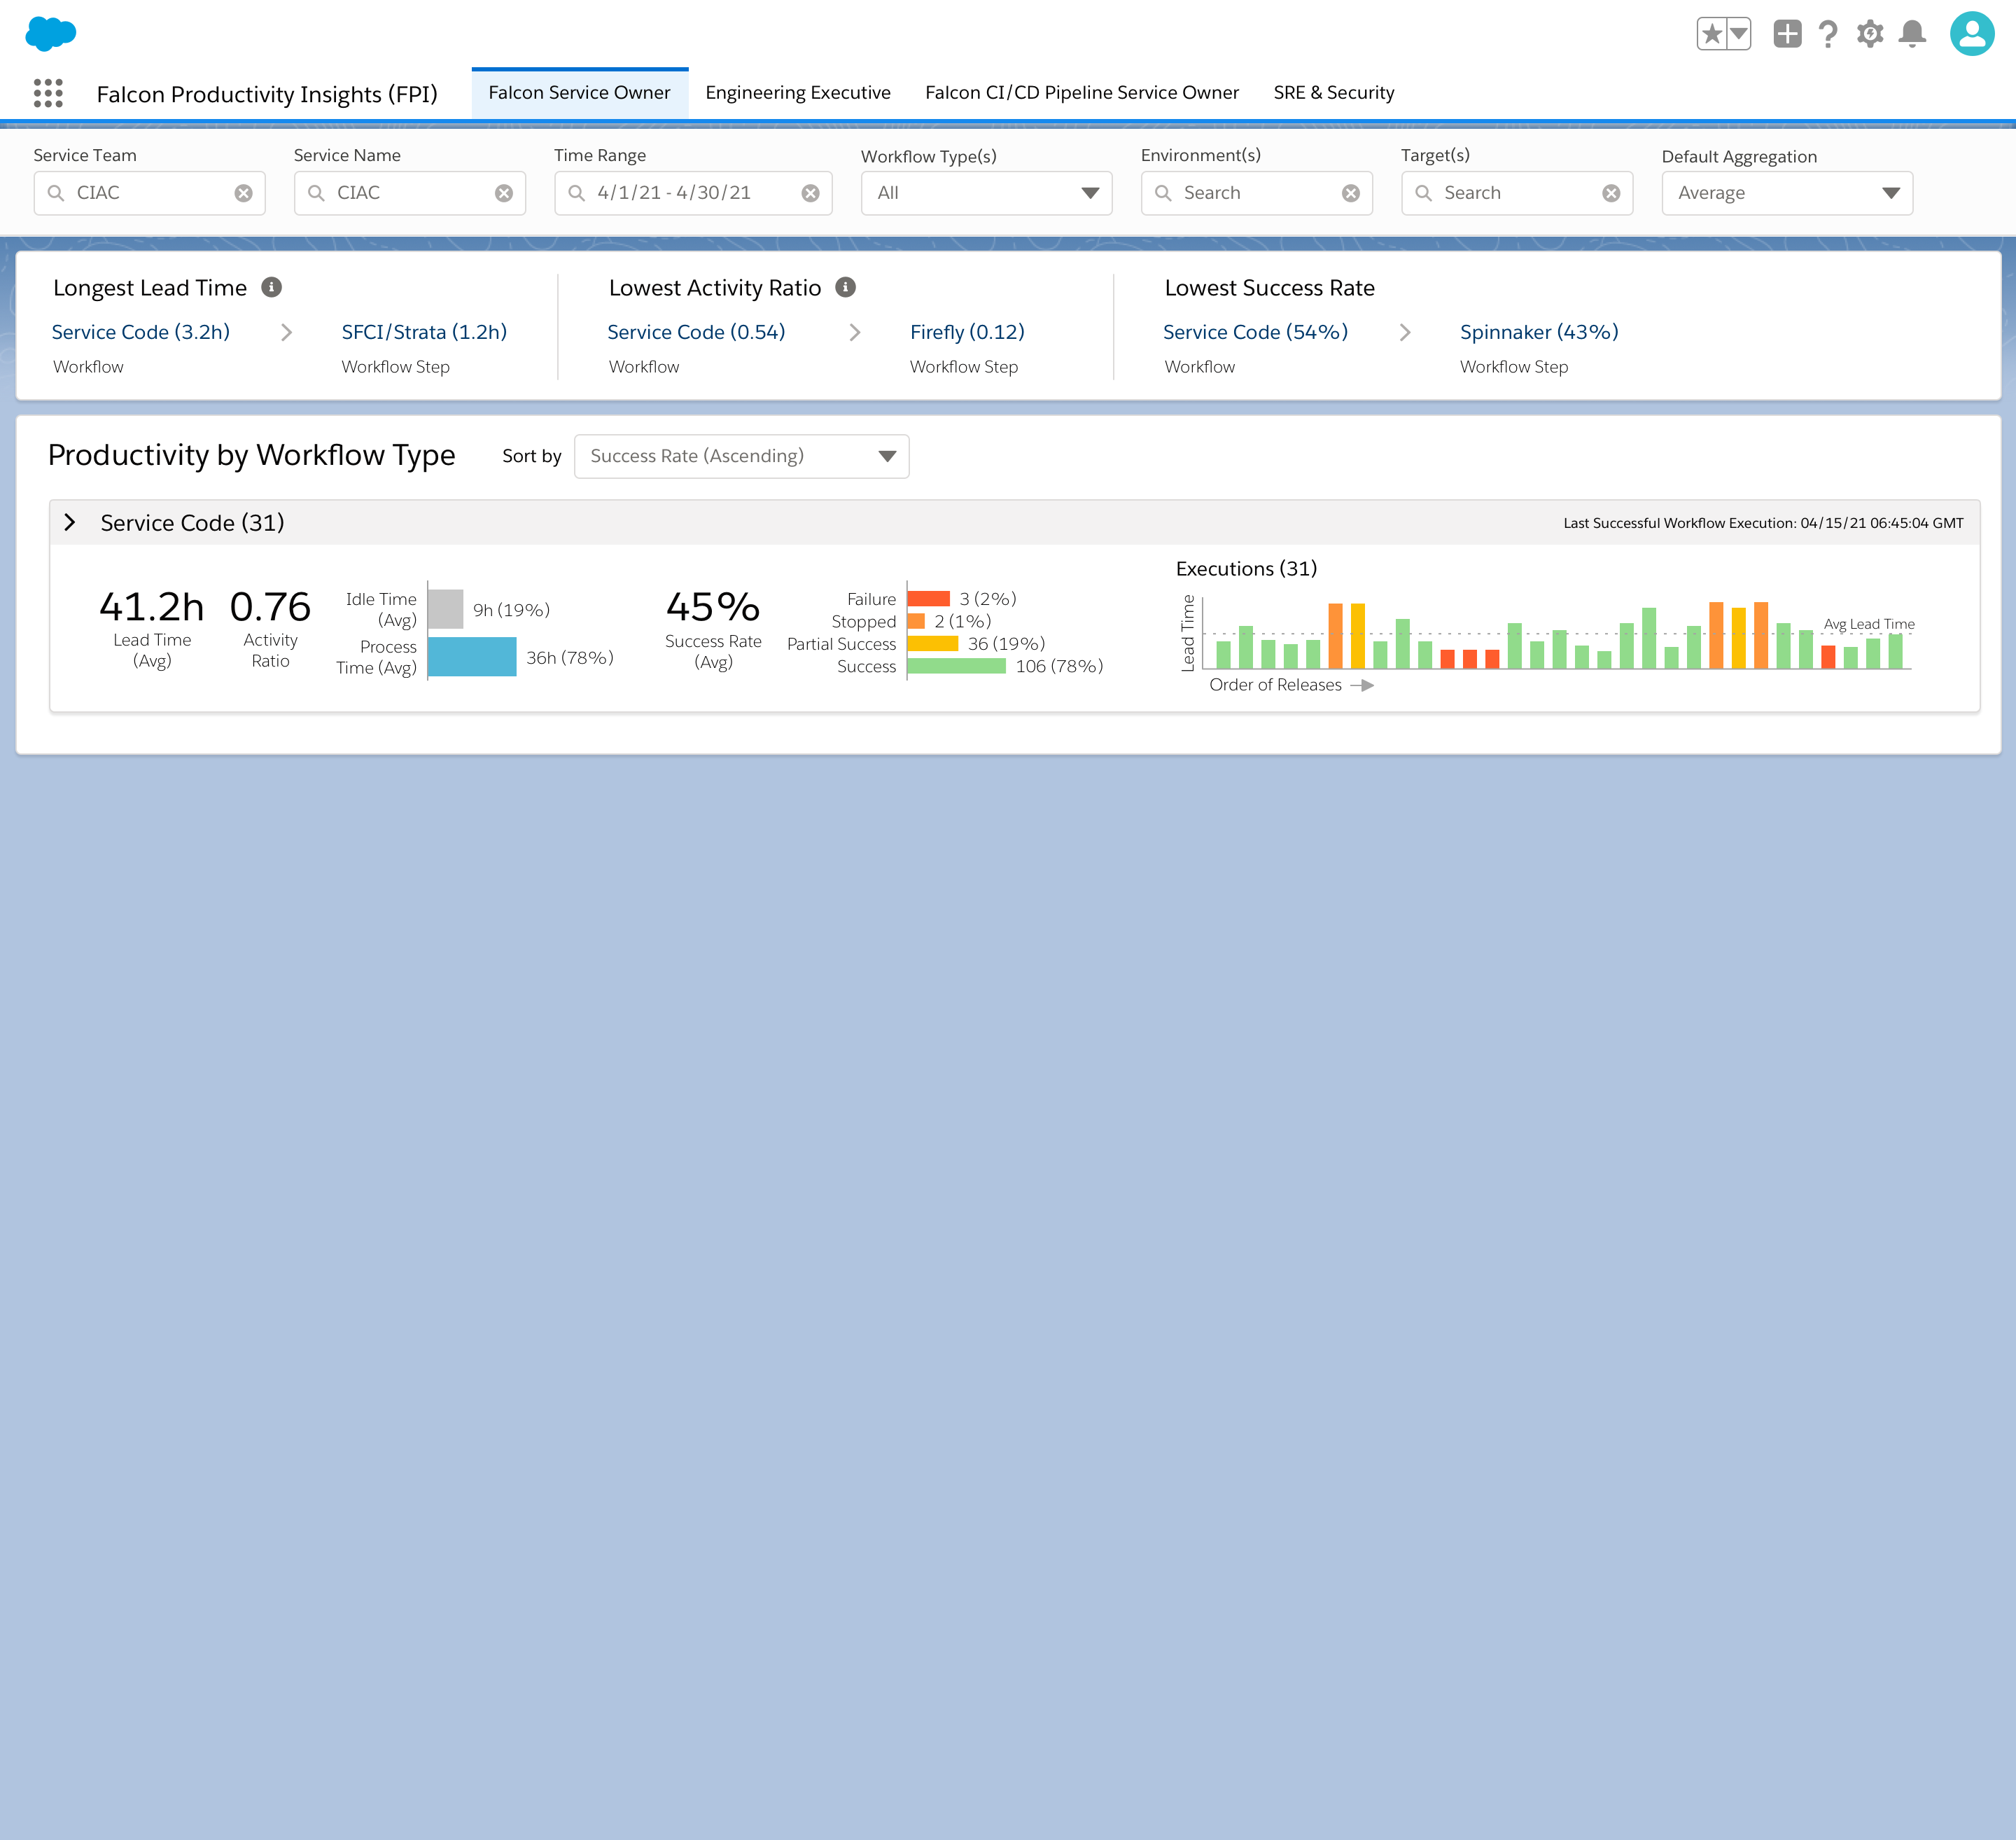 Falcon Productivity Insights (FPI)
Falcon Service Owner
Engineering Executive
Falcon CI/CD Pipeline Service Owner
SRE & Security
Service Team
CIAC
Service Name
CIAC
Time Range
4/1/21 - 4/30/21
Workflow Type(s)
All
Environment(s)
Search
Target(s)
Search
Default Aggregation
Average
Longest Lead Time
Service Code (3.2h)
Workflow
SFCI/Strata (1.2h)
Workflow Step
Lowest Activity Ratio
Service Code (0.54)
Workflow
Firefly (0.12)
Workflow Step
Lowest Success Rate
Service Code (54%)
Workflow
Spinnaker (43%)
Workflow Step
Productivity by Workflow Type
Sort by
Success Rate (Ascending)
Service Code (31)
Last Successful Workflow Execution: 04/15/21 06:45:04 GMT
41.2h
Lead Time
(Avg)
0.76
Activity
Ratio
Idle Time
(Avg)
9h (19%)
Process
Time (Avg)
36h (78%)
45%
Success Rate
(Avg)
Failure
3 (2%)
Stopped
2 (1%)
Partial Success
36 (19%)
Success
106 (78%)
Executions (31)
Lead Time
Avg Lead Time
Order of Releases